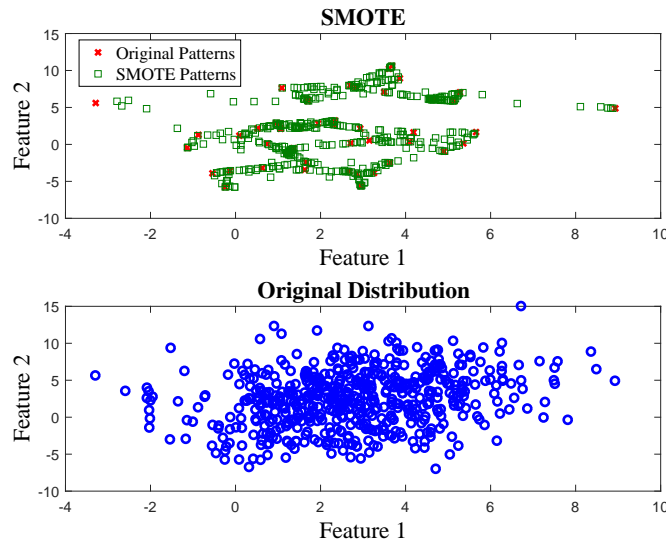 SMOTE
15
10
5
0
-5
-10
Feature 2
Original Patterns
SMOTE Patterns
-4 -2 0 2 4 6 8 10
Feature 1
Original Distribution
15
10
5
0
-5
-10
Feature 2
-4 -2 0 2 4 6 8 10
Feature 1